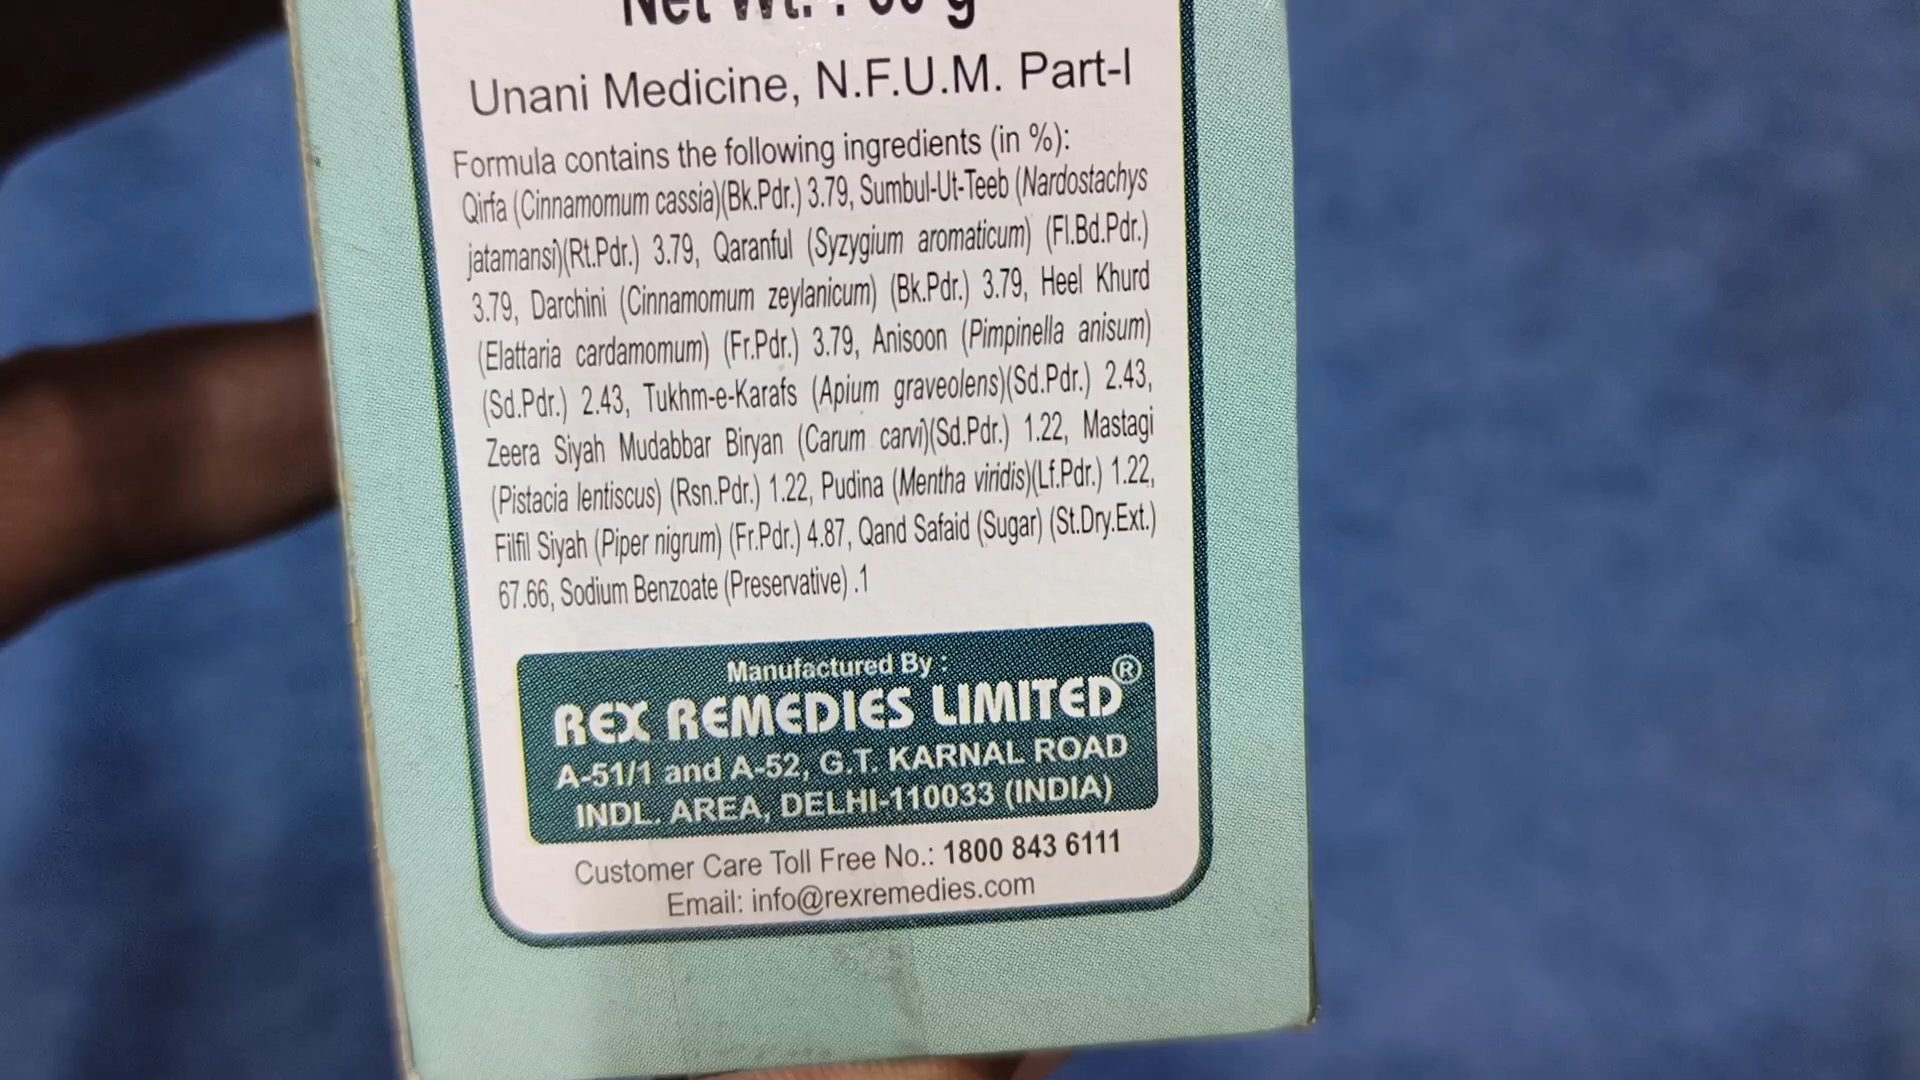 Net Wt. :
g
Unani Medicine, N.F.U.M. Part-I
Formula contains the following ingredients (in %):
Qirfa (Cinnamomum cassia)(Bk.Pdr.) 3.79, Sumbul-Ut-Teeb (Nardostachys
jatamansi)(Rt.Pdr.) 3.79, Qaranful (Syzygium aromaticum) (Fl.Bd.Pdr.)
3.79, Darchini (Cinnamomum zeylanicum) (Bk.Pdr.) 3.79, Heel Khurd
(Elattaria cardamomum) (Fr.Pdr.) 3.79, Anisoon (Pimpinella anisum)
(Sd.Pdr.) 2.43, Tukhm-e-Karafs (Apium graveolens)(Sd.Pdr.) 2.43,
Zeera Siyah Mudabbar Biryan (Carum carvi)(Sd.Pdr.) 1.22, Mastagi
(Pistacia lentiscus) (Rsn.Pdr.) 1.22, Pudina (Mentha viridis)(Lf.Pdr.) 1.22,
Filfil Siyah (Piper nigrum) (Fr.Pdr.) 4.87, Qand Safaid (Sugar) (St.Dry.Ext.)
67.66, Sodium Benzoate (Preservative) .1
Manufactured By :
REX REMEDIES LIMITED®
A-51/1 and A-52, G.T. KARNAL ROAD
INDL. AREA, DELHI-110033 (INDIA)
Customer Care Toll Free No.: 1800 843 6111
Email: info@rexremedies.com